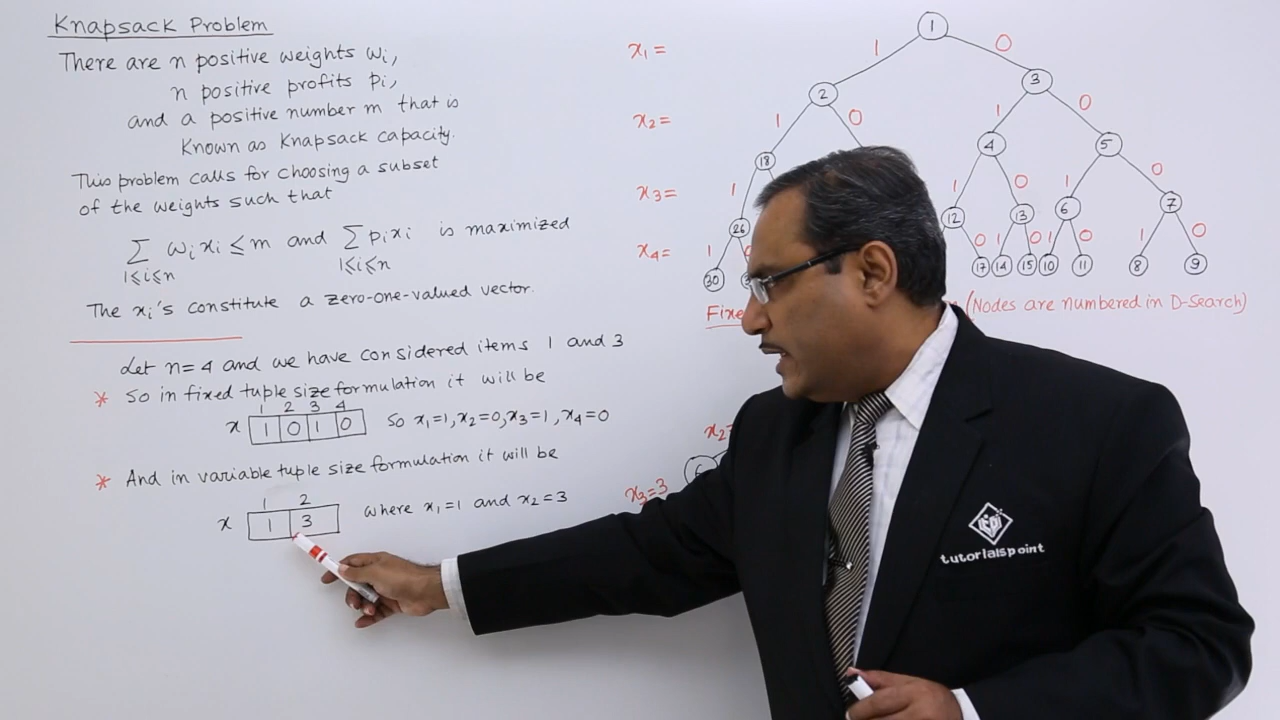 Knapsack Problem
There are n positive weights wi,
n positive profits pi,
and a positive number m that is
Known as Knapsack capacity.
This problem calls for choosing a subset
of the weights such that
∑ wixi ≤ m and ∑ pixi is maximized
1≤i≤n 1≤i≤n
The xi's constitute a zero-one-valued vector.
Let n=4 and we have considered items 1 and 3
* So in fixed tuple size formulation it will be
1 2 3 4
x 1 0 1 0 So x1=1, x2=0, x3=1, x4=0
* And in variable tuple size formulation it will be
1 2
x 1 3 where x1=1 and x2=3
1
x1= 1 0
2 3
x2= 1 0 1 0
18 4 5
x3= 1 1 0 1 0
26 12 13 6 7
x4= 1 0 1 0 1 0 1 0
30 17 14 15 10 11 8 9
Fixe (Nodes are numbered in D-Search)
x2=
6
x3=3
tutorialspoint